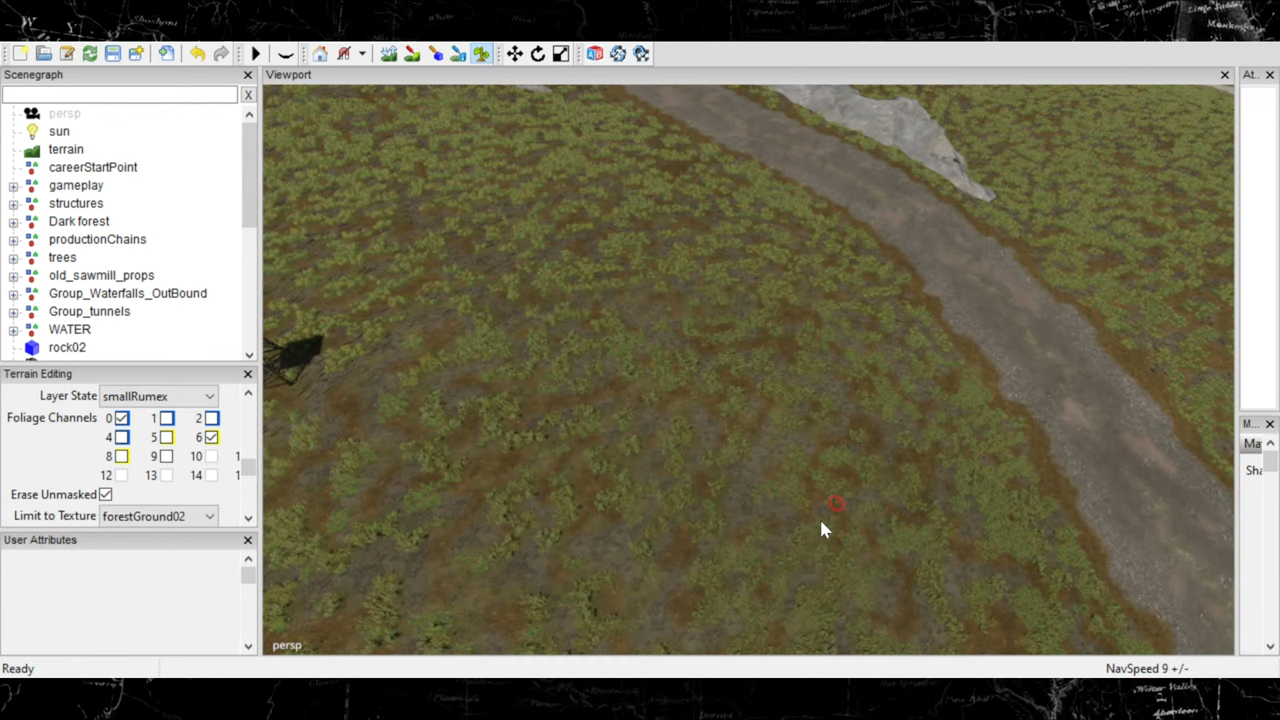 Scenegraph
Viewport
At..
persp
sun
terrain
careerStartPoint
gameplay
structures
Dark forest
productionChains
trees
old_sawmill_props
Group_Waterfalls_OutBound
Group_tunnels
WATER
rock02
Terrain Editing
Layer State smallRumex
Foliage Channels 0 1 2
4 5 6
8 9 10 1
12 13 14 1
Erase Unmasked
Limit to Texture forestGround02
User Attributes
M...
Ma
Sha
persp
Ready
NavSpeed 9 +/-